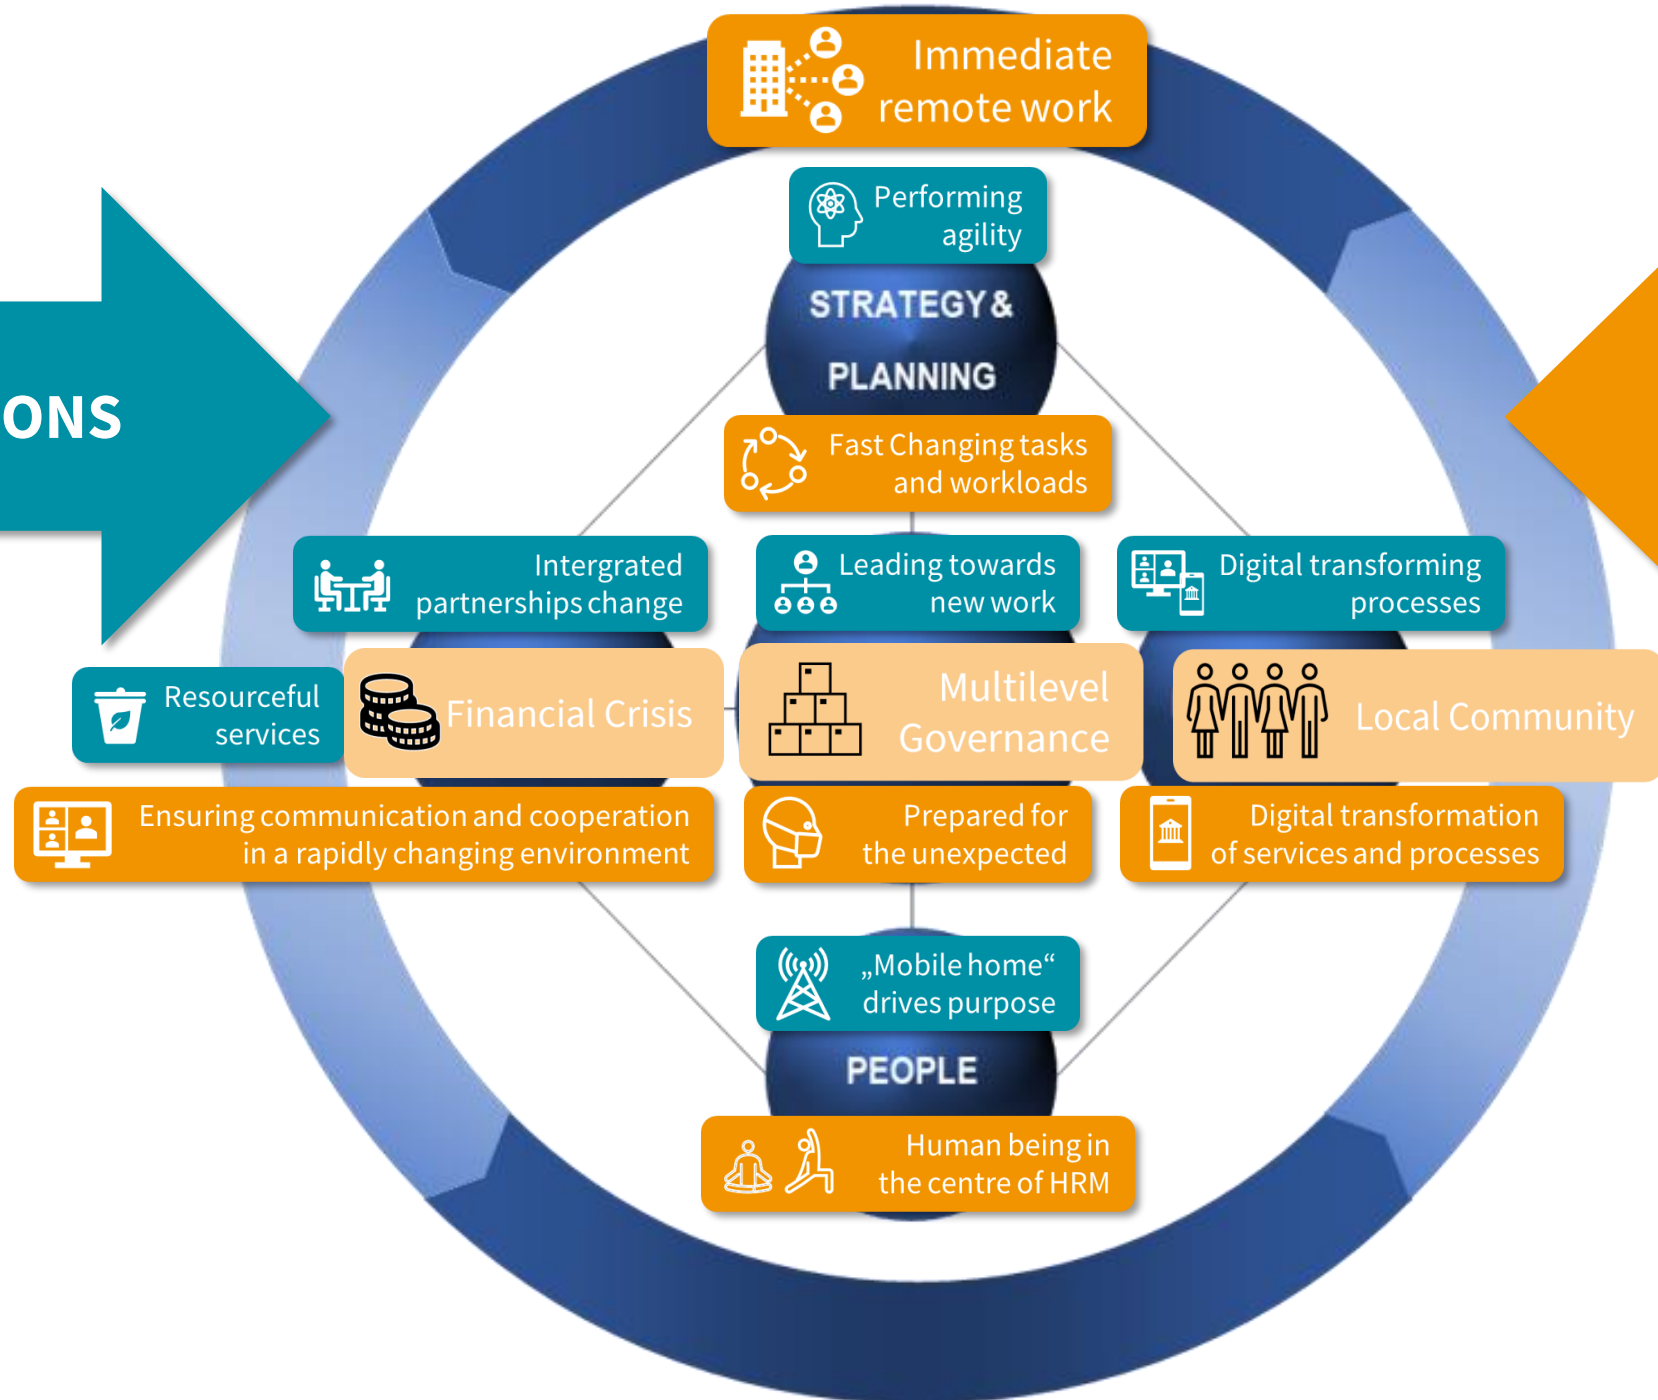 Immediate
remote work
Performing
agility
STRATEGY &
PLANNING
ONS
Fast Changing tasks
and workloads
Intergrated
partnerships change
Leading towards
new work
Digital transforming
processes
Resourceful
services
Financial Crisis
Multilevel
Governance
Local Community
Ensuring communication and cooperation
in a rapidly changing environment
Prepared for
the unexpected
Digital transformation
of services and processes
„Mobile home“
drives purpose
PEOPLE
Human being in
the centre of HRM